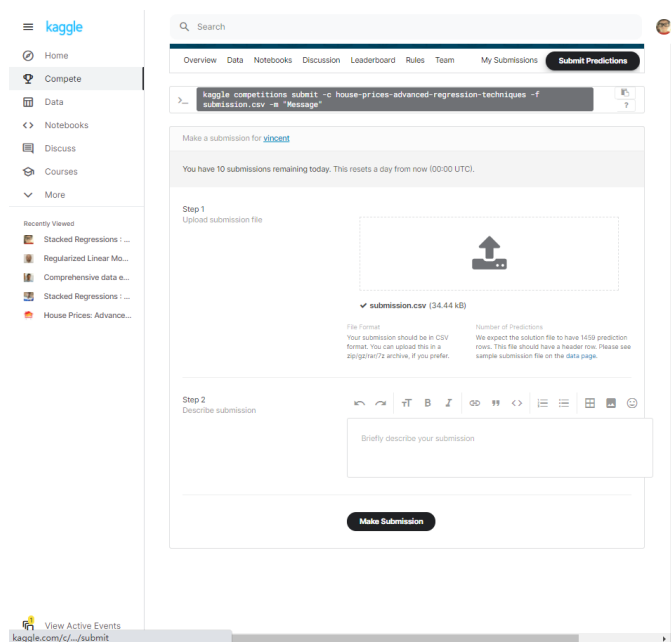 kaggle
Search
Home
Compete
Data
Notebooks
Discuss
Courses
More
Recently Viewed
Stacked Regressions : ...
Regularized Linear Mo...
Comprehensive data e...
Stacked Regressions : ...
House Prices: Advance...
View Active Events
kaggle.com/c/.../submit
Overview Data Notebooks Discussion Leaderboard Rules Team My Submissions Submit Predictions
>_ kaggle competitions submit -c house-prices-advanced-regression-techniques -f
submission.csv -m "Message"
?
Make a submission for vincent
You have 10 submissions remaining today. This resets a day from now (00:00 UTC).
Step 1
Upload submission file
submission.csv (34.44 kB)
File Format
Your submission should be in CSV
format. You can upload this in a
zip/gz/rar/7z archive, if you prefer.
Number of Predictions
We expect the solution file to have 1459 prediction
rows. This file should have a header row. Please see
sample submission file on the data page.
Step 2
Describe submission
Briefly describe your submission
Make Submission